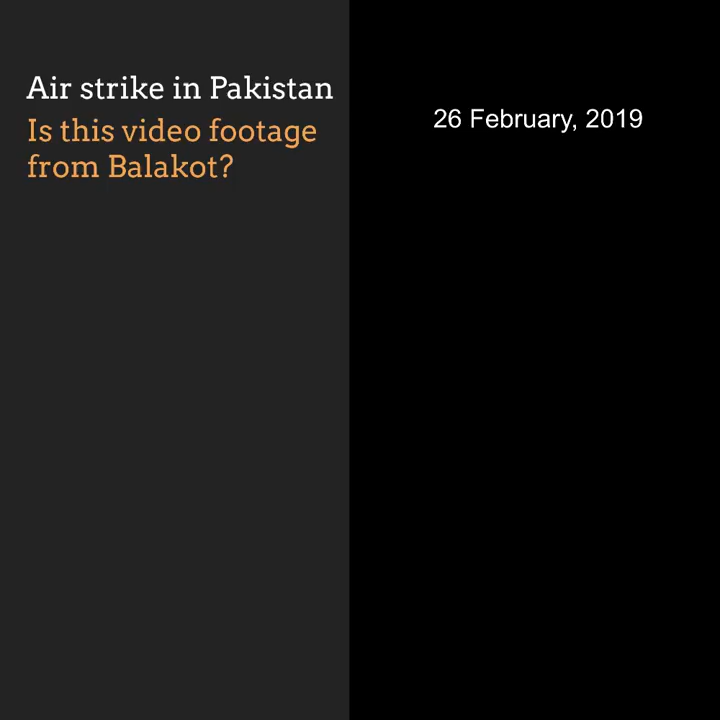 Air strike in Pakistan
Is this video footage
from Balakot?
26 February, 2019